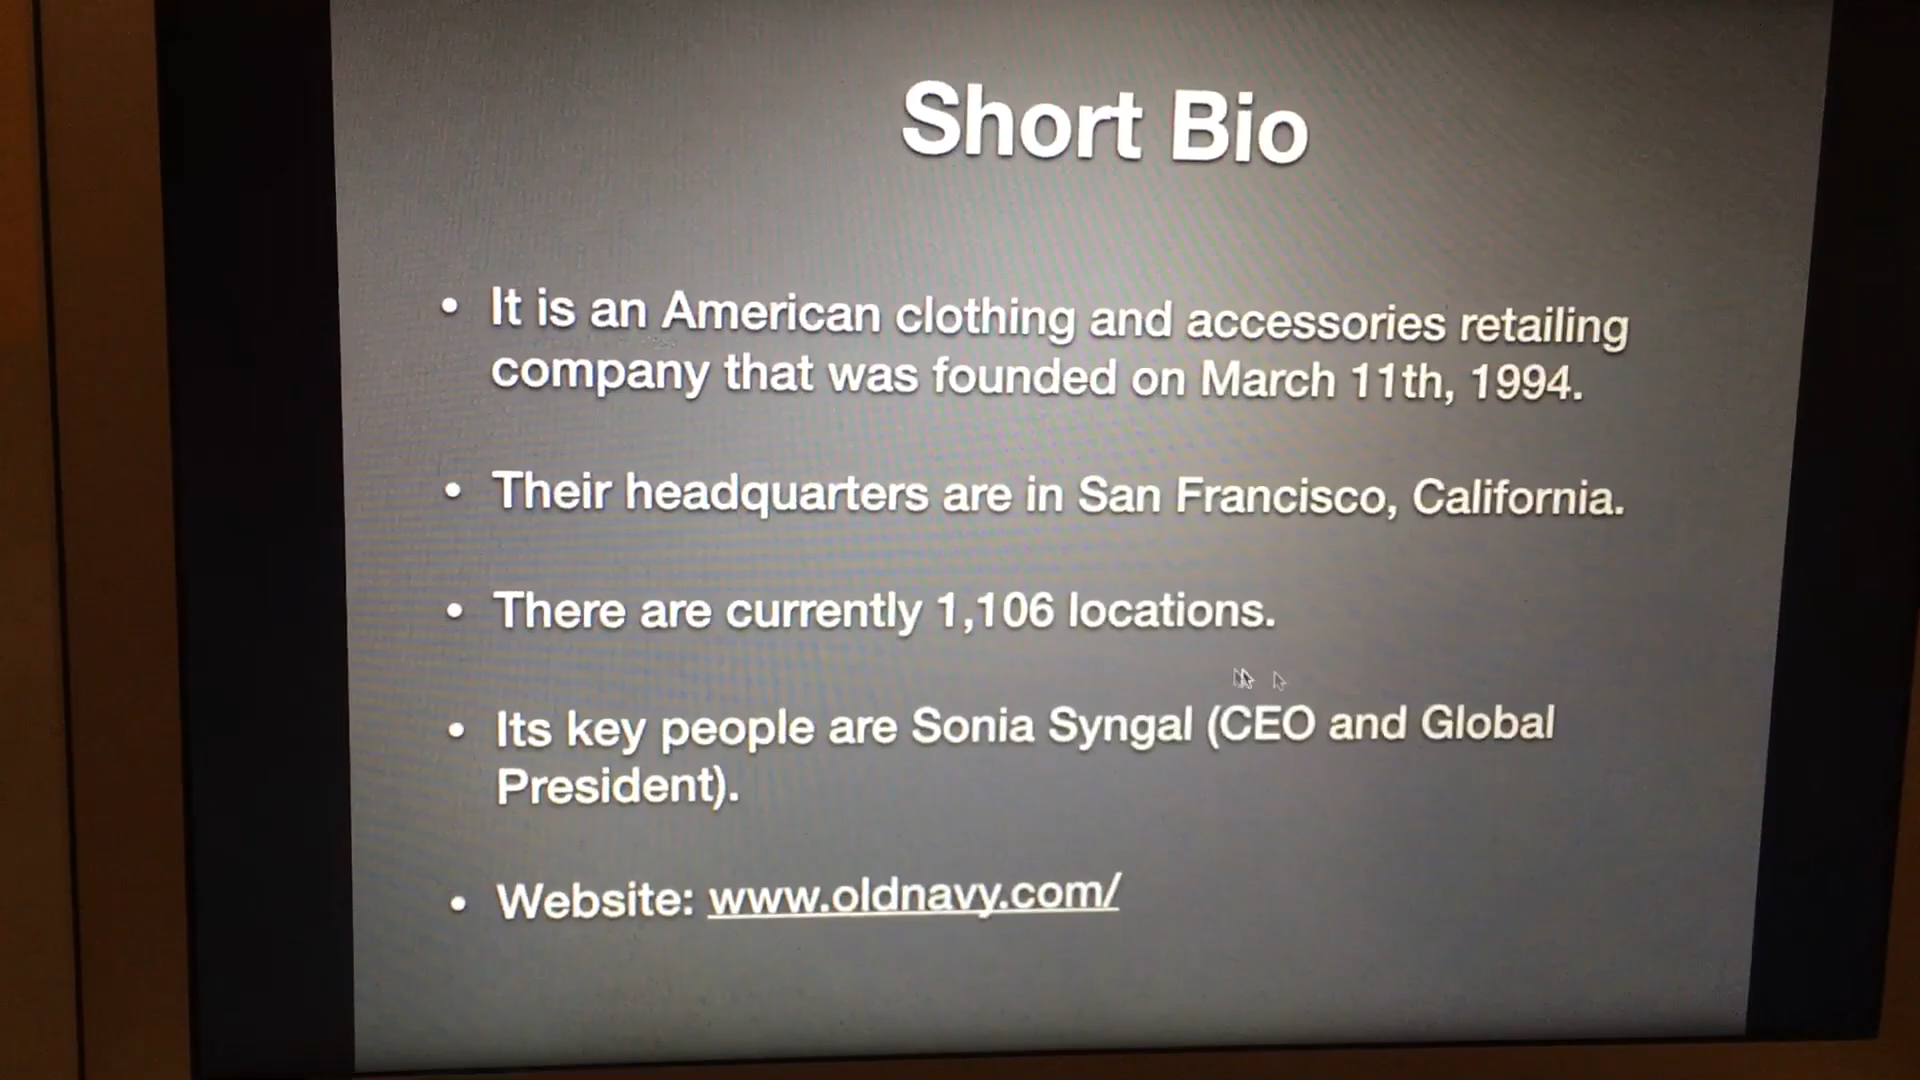 Short Bio
• It is an American clothing and accessories retailing
company that was founded on March 11th, 1994.
• Their headquarters are in San Francisco, California.
• There are currently 1,106 locations.
• Its key people are Sonia Syngal (CEO and Global
President).
• Website: www.oldnavy.com/